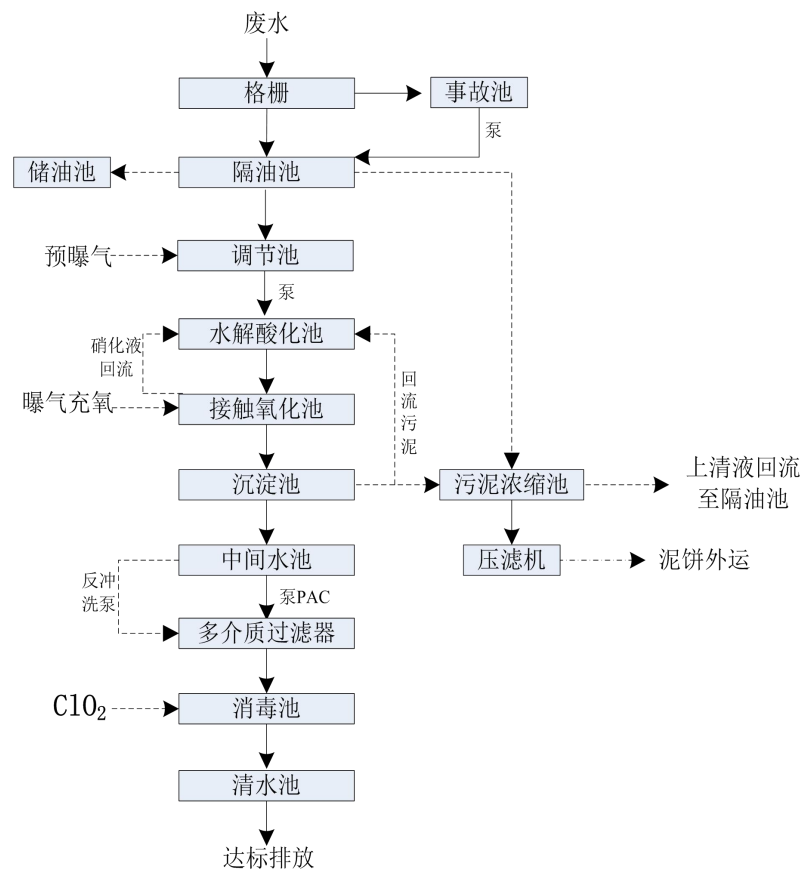 废水
格栅
事故池
泵
储油池
隔油池
预曝气
调节池
泵
水解酸化池
硝化液
回流
曝气充氧
接触氧化池
回流污泥
沉淀池
污泥浓缩池
上清液回流
至隔油池
中间水池
压滤机
泥饼外运
反冲
洗泵
泵PAC
多介质过滤器
ClO₂
消毒池
清水池
达标排放